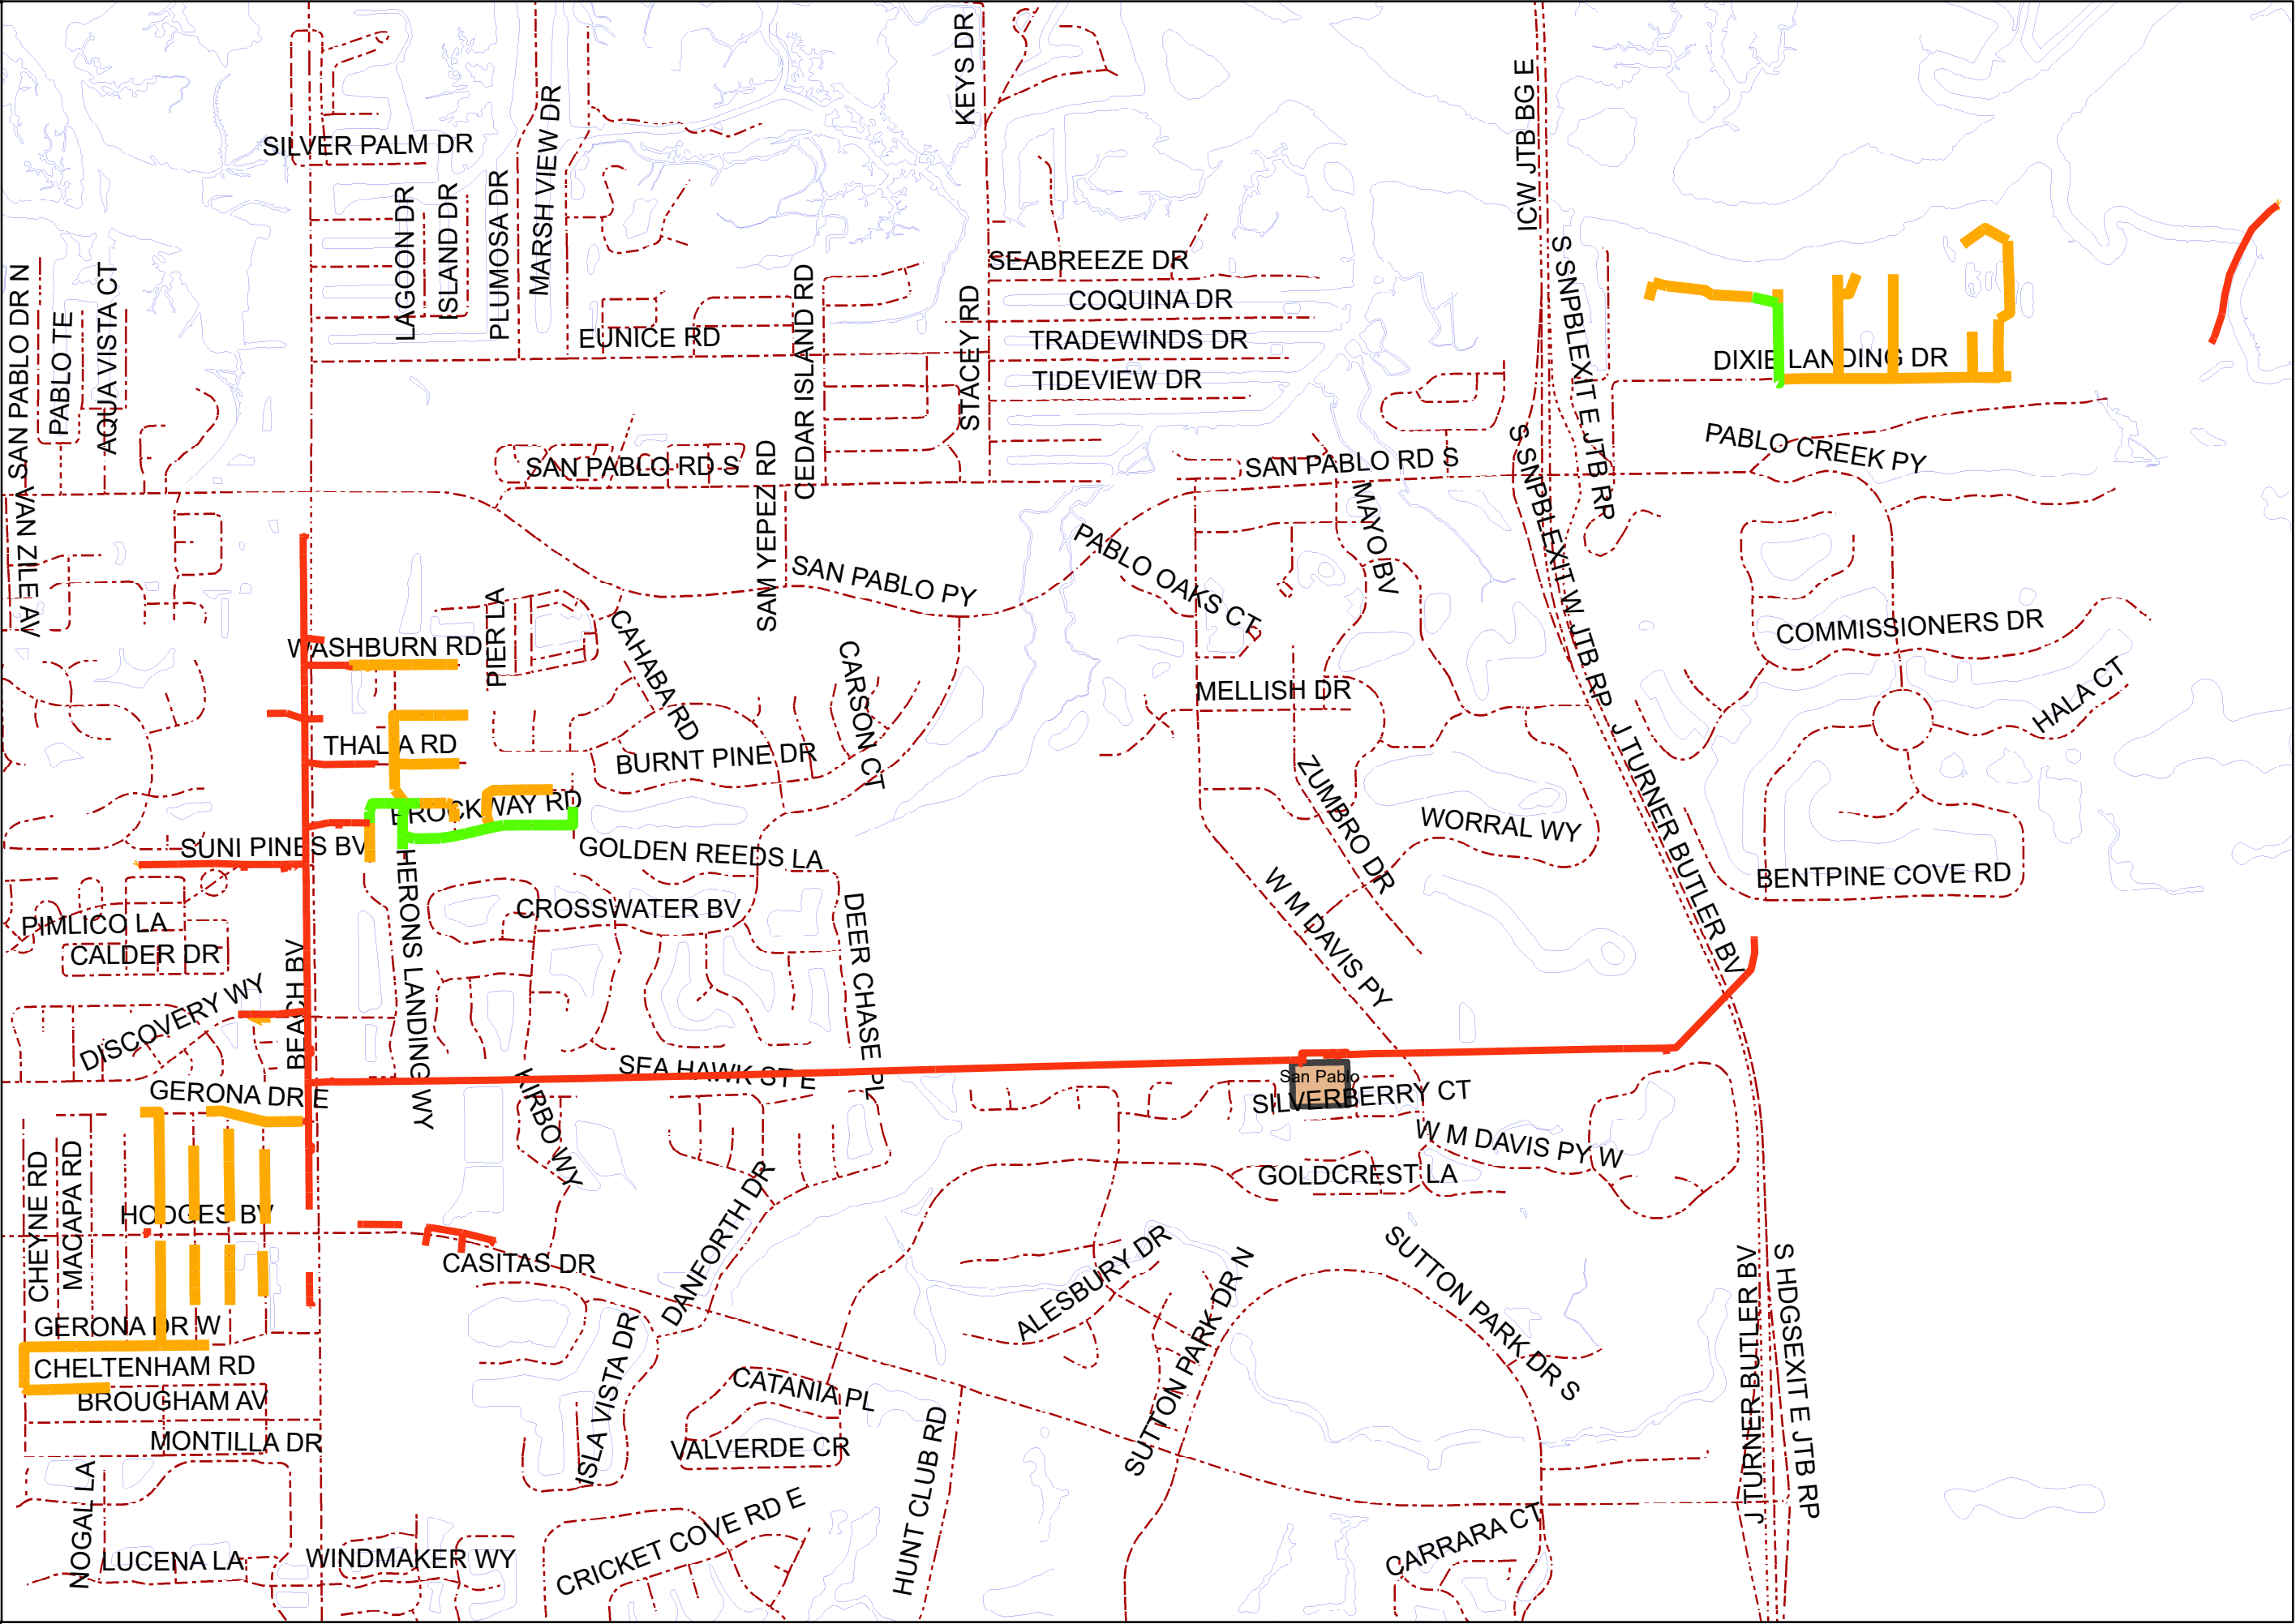 KEYS DR
ICW JTB BG E
SILVER PALM DR
MARSH VIEW DR
LAGOON DR
ISLAND DR
PLUMOSA DR
SEABREEZE DR
COQUINA DR
TRADEWINDS DR
TIDEVIEW DR
SAN PABLO DR N
PABLO TE
AQUA VISTA CT
EUNICE RD
CEDAR ISLAND RD
STACEY RD
S SNPBLEXIT E JTB RP
DIXIE LANDING DR
PABLO CREEK PY
SAN PABLO RD S
SAN PABLO RD S
SAM YEPEZ RD
MAYO BV
S SNPBLEXIT W JTB RP
VAN ZILE AV
SAN PABLO PY
PABLO OAKS CT
WASHBURN RD
PIER LA
CAHABA RD
CARSON CT
COMMISSIONERS DR
HALA CT
MELLISH DR
THALIA RD
BURNT PINE DR
J TURNER BUTLER BV
ZUMBRO DR
WORRAL WY
BROCKWAY RD
SUNI PINES BV
GOLDEN REEDS LA
BENTPINE COVE RD
PIMLICO LA
CALDER DR
HERONS LANDING WY
CROSSWATER BV
DEER CHASE PL
W M DAVIS PY
BEACH BV
DISCOVERY WY
SEA HAWK ST E
San Pablo
SILVERBERRY CT
GERONA DR E
KIRBO WY
W M DAVIS PY W
GOLDCREST LA
CHEYNE RD
MACAPA RD
HODGES BV
CASITAS DR
DANFORTH DR
ALESBURY DR
SUTTON PARK DR N
SUTTON PARK DR S
J TURNER BUTLER BV
S HDGSEXIT E JTB RP
GERONA DR W
CHELTENHAM RD
BROUGHAM AV
MONTILLA DR
ISLA VISTA DR
CATANIA PL
VALVERDE CR
HUNT CLUB RD
NOGAL LA
LUCENA LA
WINDMAKER WY
CRICKET COVE RD E
CARRARA CT